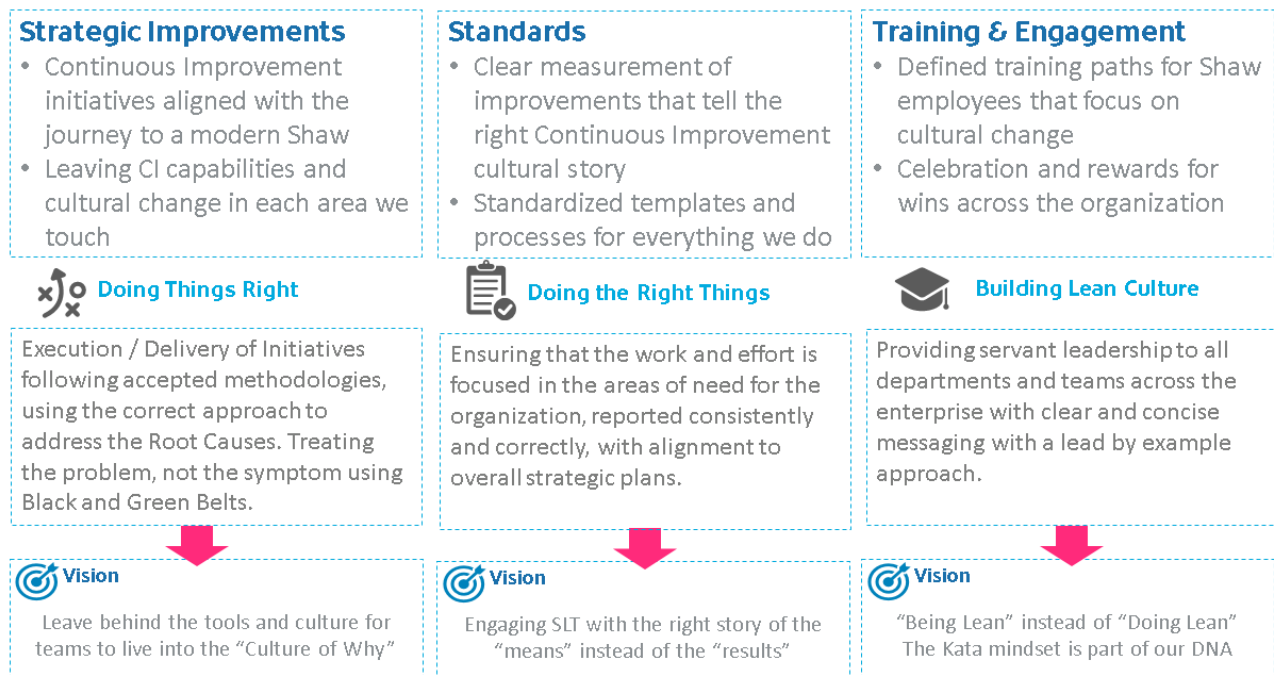 Strategic Improvements
• Continuous Improvement
initiatives aligned with the
journey to a modern Shaw
• Leaving CI capabilities and
cultural change in each area we
touch
Doing Things Right
Execution / Delivery of Initiatives
following accepted methodologies,
using the correct approach to
address the Root Causes. Treating
the problem, not the symptom using
Black and Green Belts.
Vision
Leave behind the tools and culture for
teams to live into the “Culture of Why”
Standards
• Clear measurement of
improvements that tell the
right Continuous Improvement
cultural story
• Standardized templates and
processes for everything we do
Doing the Right Things
Ensuring that the work and effort is
focused in the areas of need for the
organization, reported consistently
and correctly, with alignment to
overall strategic plans.
Vision
Engaging SLT with the right story of the
“means” instead of the “results”
Training & Engagement
• Defined training paths for Shaw
employees that focus on
cultural change
• Celebration and rewards for
wins across the organization
Building Lean Culture
Providing servant leadership to all
departments and teams across the
enterprise with clear and concise
messaging with a lead by example
approach.
Vision
“Being Lean” instead of “Doing Lean”
The Kata mindset is part of our DNA